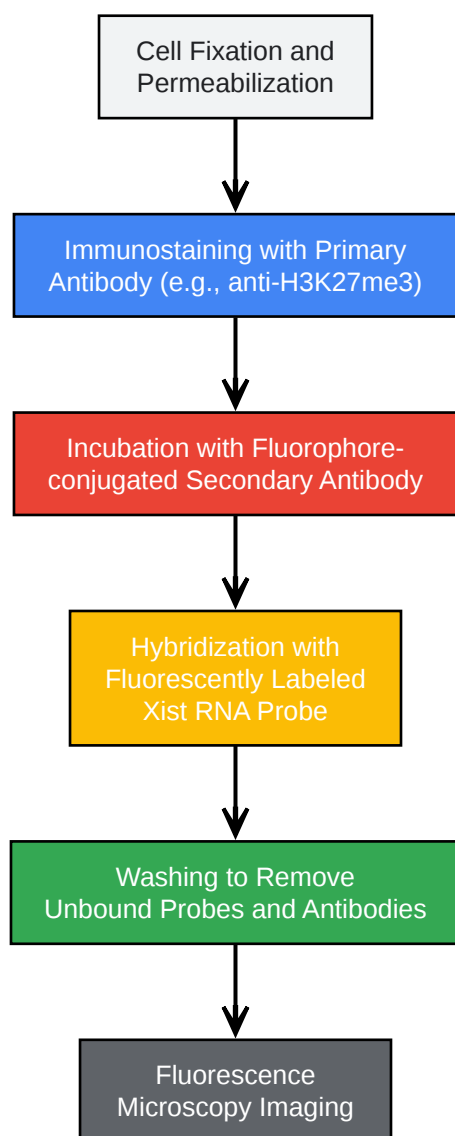 Cell Fixation and
Permeabilization
Immunostaining with Primary
Antibody (e.g., anti-H3K27me3)
Incubation with Fluorophore-
conjugated Secondary Antibody
Hybridization with
Fluorescently Labeled
Xist RNA Probe
Washing to Remove
Unbound Probes and Antibodies
Fluorescence
Microscopy Imaging